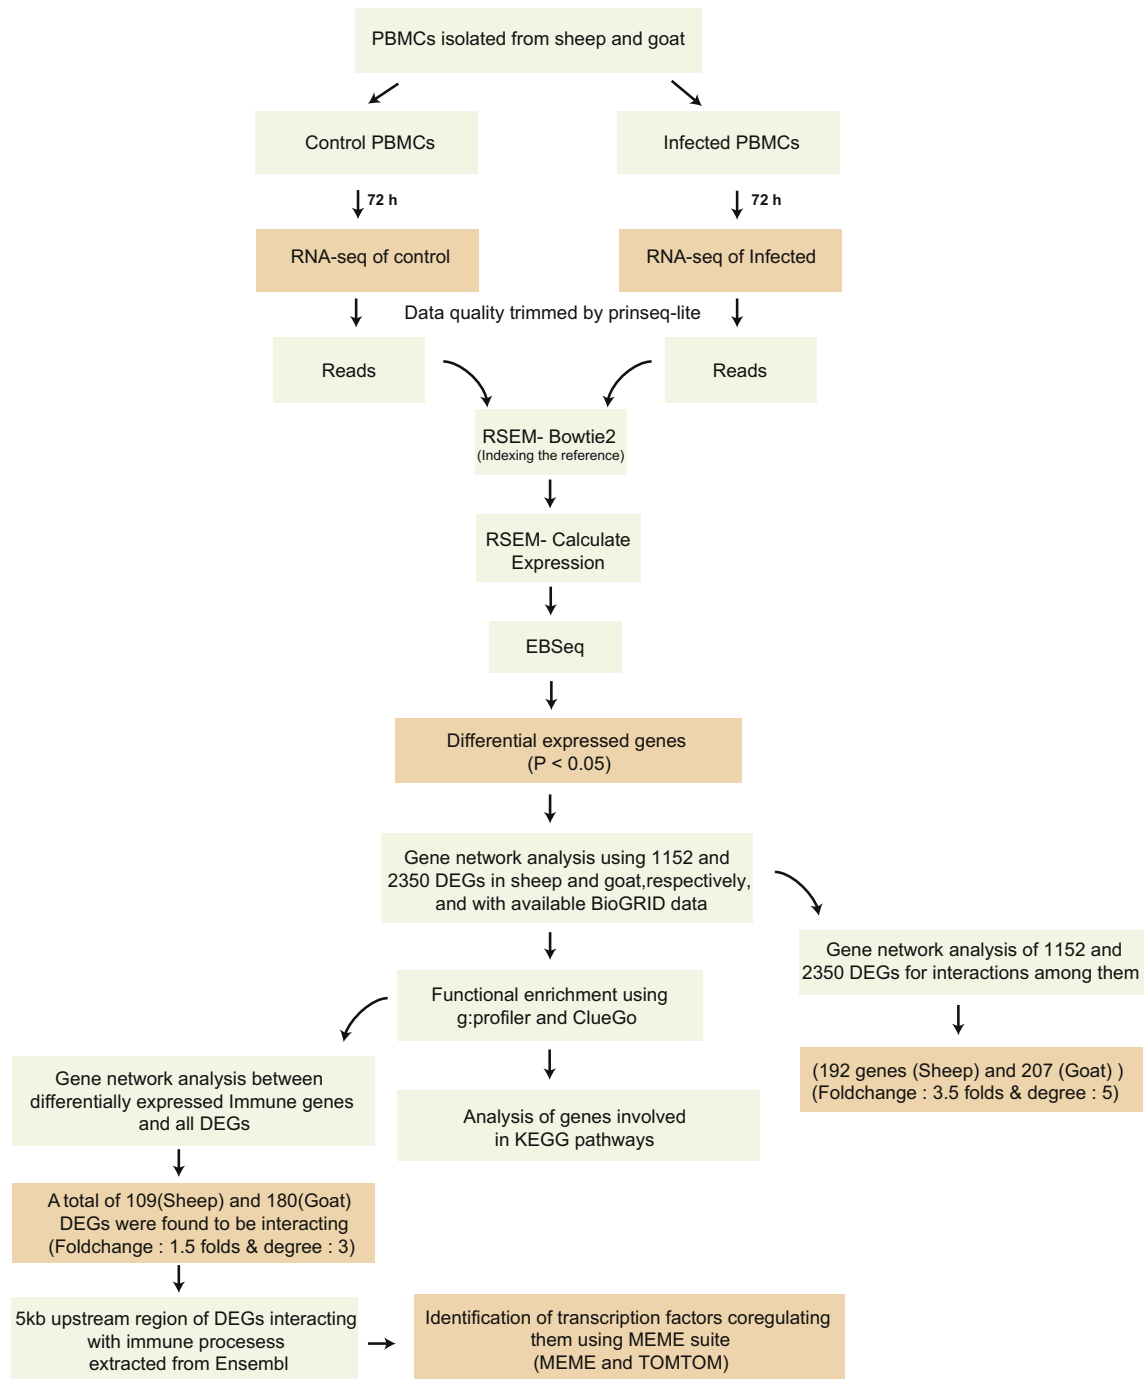 PBMCs isolated from sheep and goat
Control PBMCs
Infected PBMCs
72 h
72 h
RNA-seq of control
RNA-seq of Infected
Data quality trimmed by prinseq-lite
Reads
Reads
RSEM- Bowtie2
(Indexing the reference)
RSEM- Calculate
Expression
EBSeq
Differential expressed genes
(P < 0.05)
Gene network analysis using 1152 and
2350 DEGs in sheep and goat,respectively,
and with available BioGRID data
Gene network analysis of 1152 and
2350 DEGs for interactions among them
(192 genes (Sheep) and 207 (Goat) )
(Foldchange : 3.5 folds & degree : 5)
Functional enrichment using
g:profiler and ClueGo
Analysis of genes involved
in KEGG pathways
Gene network analysis between
differentially expressed Immune genes
and all DEGs
A total of 109(Sheep) and 180(Goat)
DEGs were found to be interacting
(Foldchange : 1.5 folds & degree : 3)
5kb upstream region of DEGs interacting
with immune procesess
extracted from Ensembl
Identification of transcription factors coregulating
them using MEME suite
(MEME and TOMTOM)